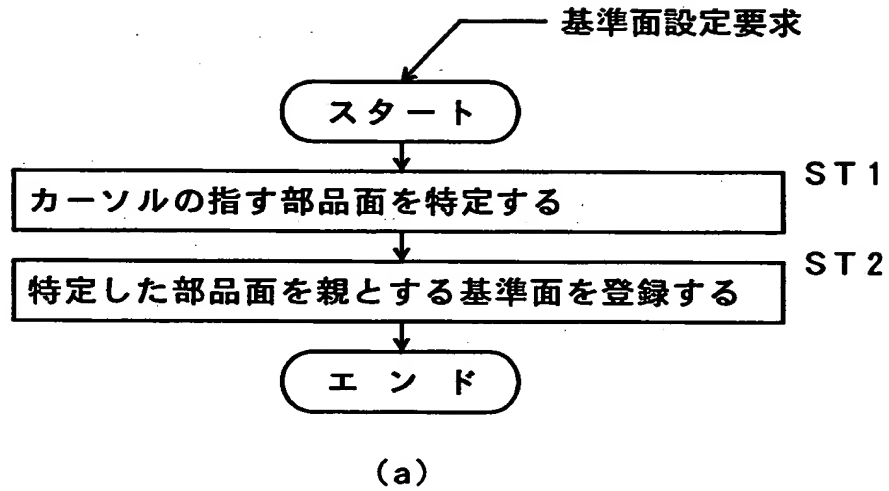 基準面設定要求
スタート
ST1
カーソルの指す部品面を特定する
ST2
特定した部品面を親とする基準面を登録する
エンド
(a)